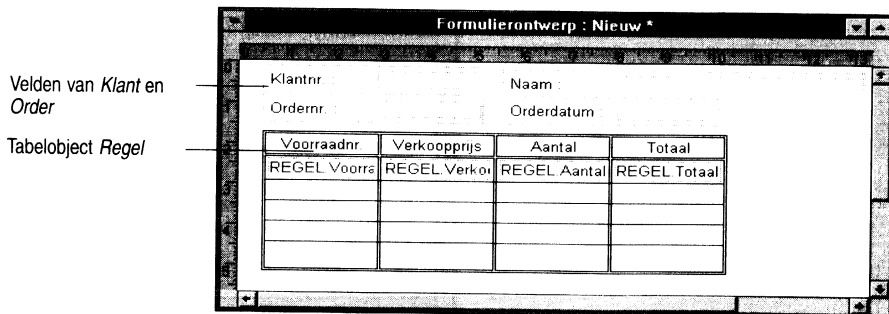 Formulierontwerp : Nieuw *
Velden van Klant en
Order
Klantnr. :
Naam :
Ordernr. :
Orderdatum :
Tabelobject Regel
Voorraadnr. Verkoopprijs Aantal Totaal
REGEL.Voorra REGEL.Verkoo REGEL.Aantal REGEL.Totaal